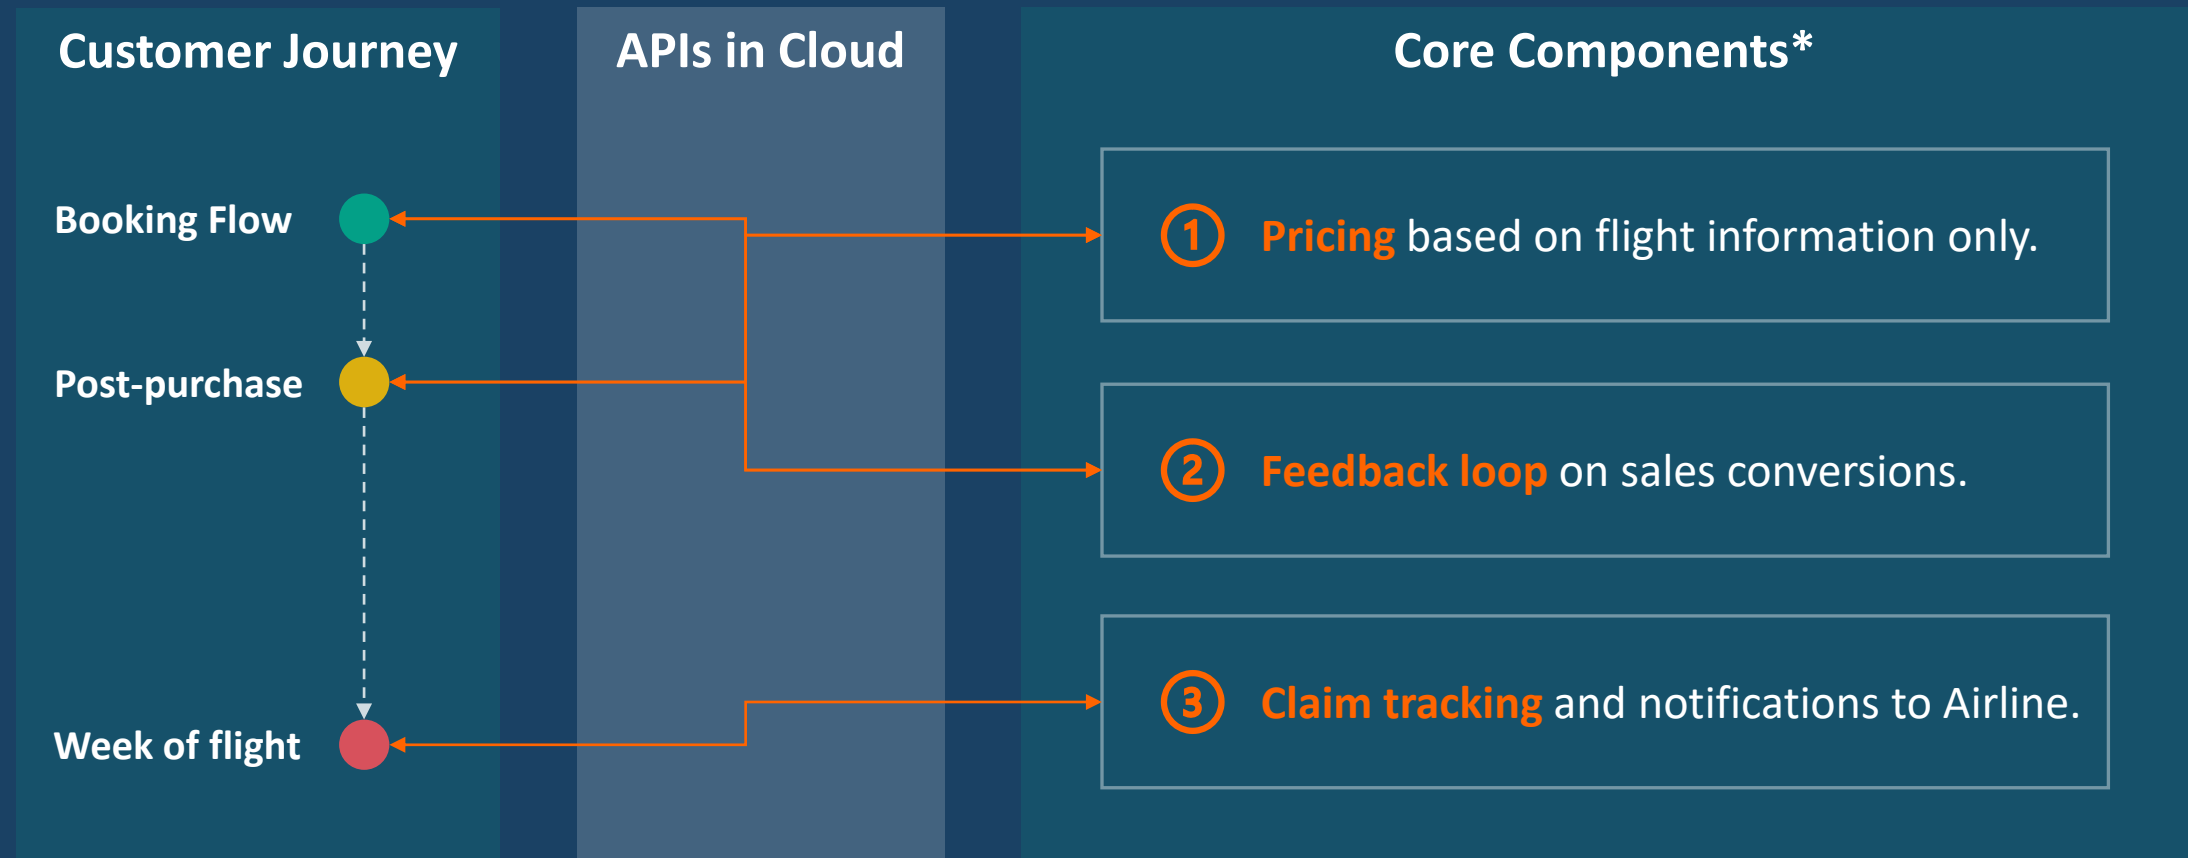 Customer Journey
APIs in Cloud
Core Components*
Booking Flow
Post-purchase
Week of flight
1 Pricing based on flight information only.
2 Feedback loop on sales conversions.
3 Claim tracking and notifications to Airline.